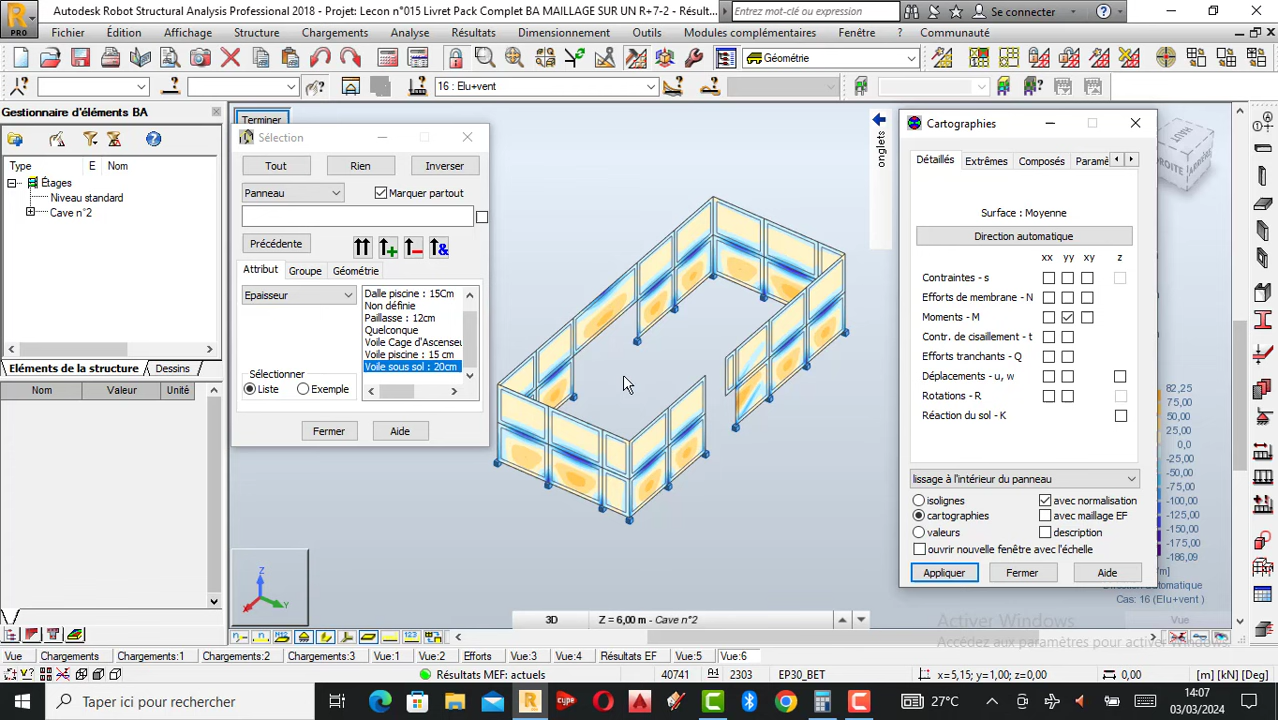 Autodesk Robot Structural Analysis Professional 2018 - Projet: Lecon n°015 Livret Pack Complet BA MAILLAGE SUR UN R+7-2 - Résult...
Entrez mot-clé ou expression
Se connecter
PRO
Fichier Edition Affichage Structure Chargements Analyse Résultats Dimensionnement Outils Modules complémentaires Fenêtre ? Communauté
Géométrie
16 : Elu+vent
Gestionnaire d'éléments BA
Type E Nom
Étages
Niveau standard
Cave n°2
Eléments de la structure Dessins
Nom Valeur Unité
Terminer
Sélection
Tout Rien Inverser
Panneau Marquer partout
Précédente
Attribut Groupe Géométrie
Epaisseur
Dalle piscine : 15Cm
Non définie
Paillasse : 12cm
Quelconque
Voile Cage d'Ascenseu
Voile piscine : 15 cm
Voile sous sol : 20cm
Sélectionner
Liste Exemple
Fermer Aide
onglets
Cartographies
Détaillés Extrêmes Composés Paramè
Surface : Moyenne
Direction automatique
xx yy xy z
Contraintes - s
Efforts de membrane - N
Moments - M
Contr. de cisaillement - t
Efforts tranchants - Q
Déplacements - u, w
Rotations - R
Réaction du sol - K
lissage à l'intérieur du panneau
isolignes avec normalisation
cartographies avec maillage EF
valeurs description
ouvrir nouvelle fenêtre avec l'échelle
Appliquer Fermer Aide
HAUT
DROITE
ARRIÈRE
82,25
75,00
50,00
25,00
0,0
-25,00
-50,00
-75,00
-100,00
-125,00
-150,00
-175,00
-186,09
/m]
omatique
Cas: 16 (Elu+vent )
Activer Windows
Accédez aux paramètres pour activer Windows.
Z
X Y
3D Z = 6,00 m - Cave n°2
Vue
Vue Chargements Chargements:1 Chargements:2 Chargements:3 Vue:1 Vue:2 Efforts Vue:3 Vue:4 Résultats EF Vue:5 Vue:6
Résultats MEF: actuels 40741 2303 EP30_BET x=5,15; y=1,00; z=0,00 0,00 [m] [kN] [Deg]
Taper ici pour rechercher
cype
27°C
14:07
03/03/2024